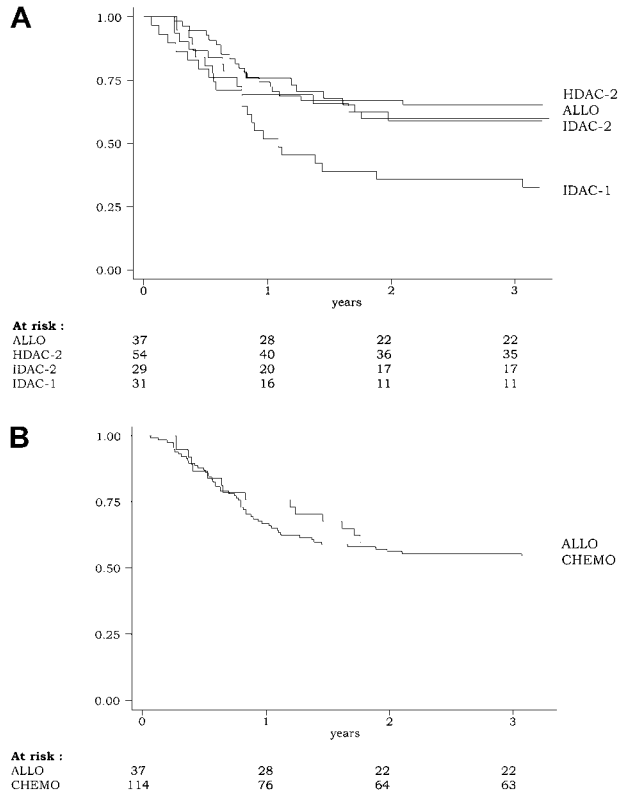 A
1.00
0.75
0.50
0.25
0.00
HDAC-2
ALLO
IDAC-2
IDAC-1
0 1 2 3
years
At risk :
ALLO 37 28 22 22
HDAC-2 54 40 36 35
IDAC-2 29 20 17 17
IDAC-1 31 16 11 11
B
1.00
0.75
0.50
0.25
0.00
ALLO
CHEMO
0 1 2 3
years
At risk :
ALLO 37 28 22 22
CHEMO 114 76 64 63